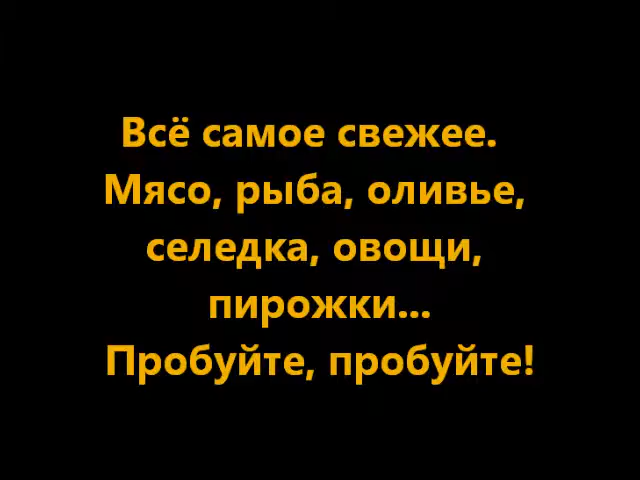 Всё самое свежее.
Мясо, рыба, оливье,
селедка, овощи,
пирожки...
Пробуйте, пробуйте!